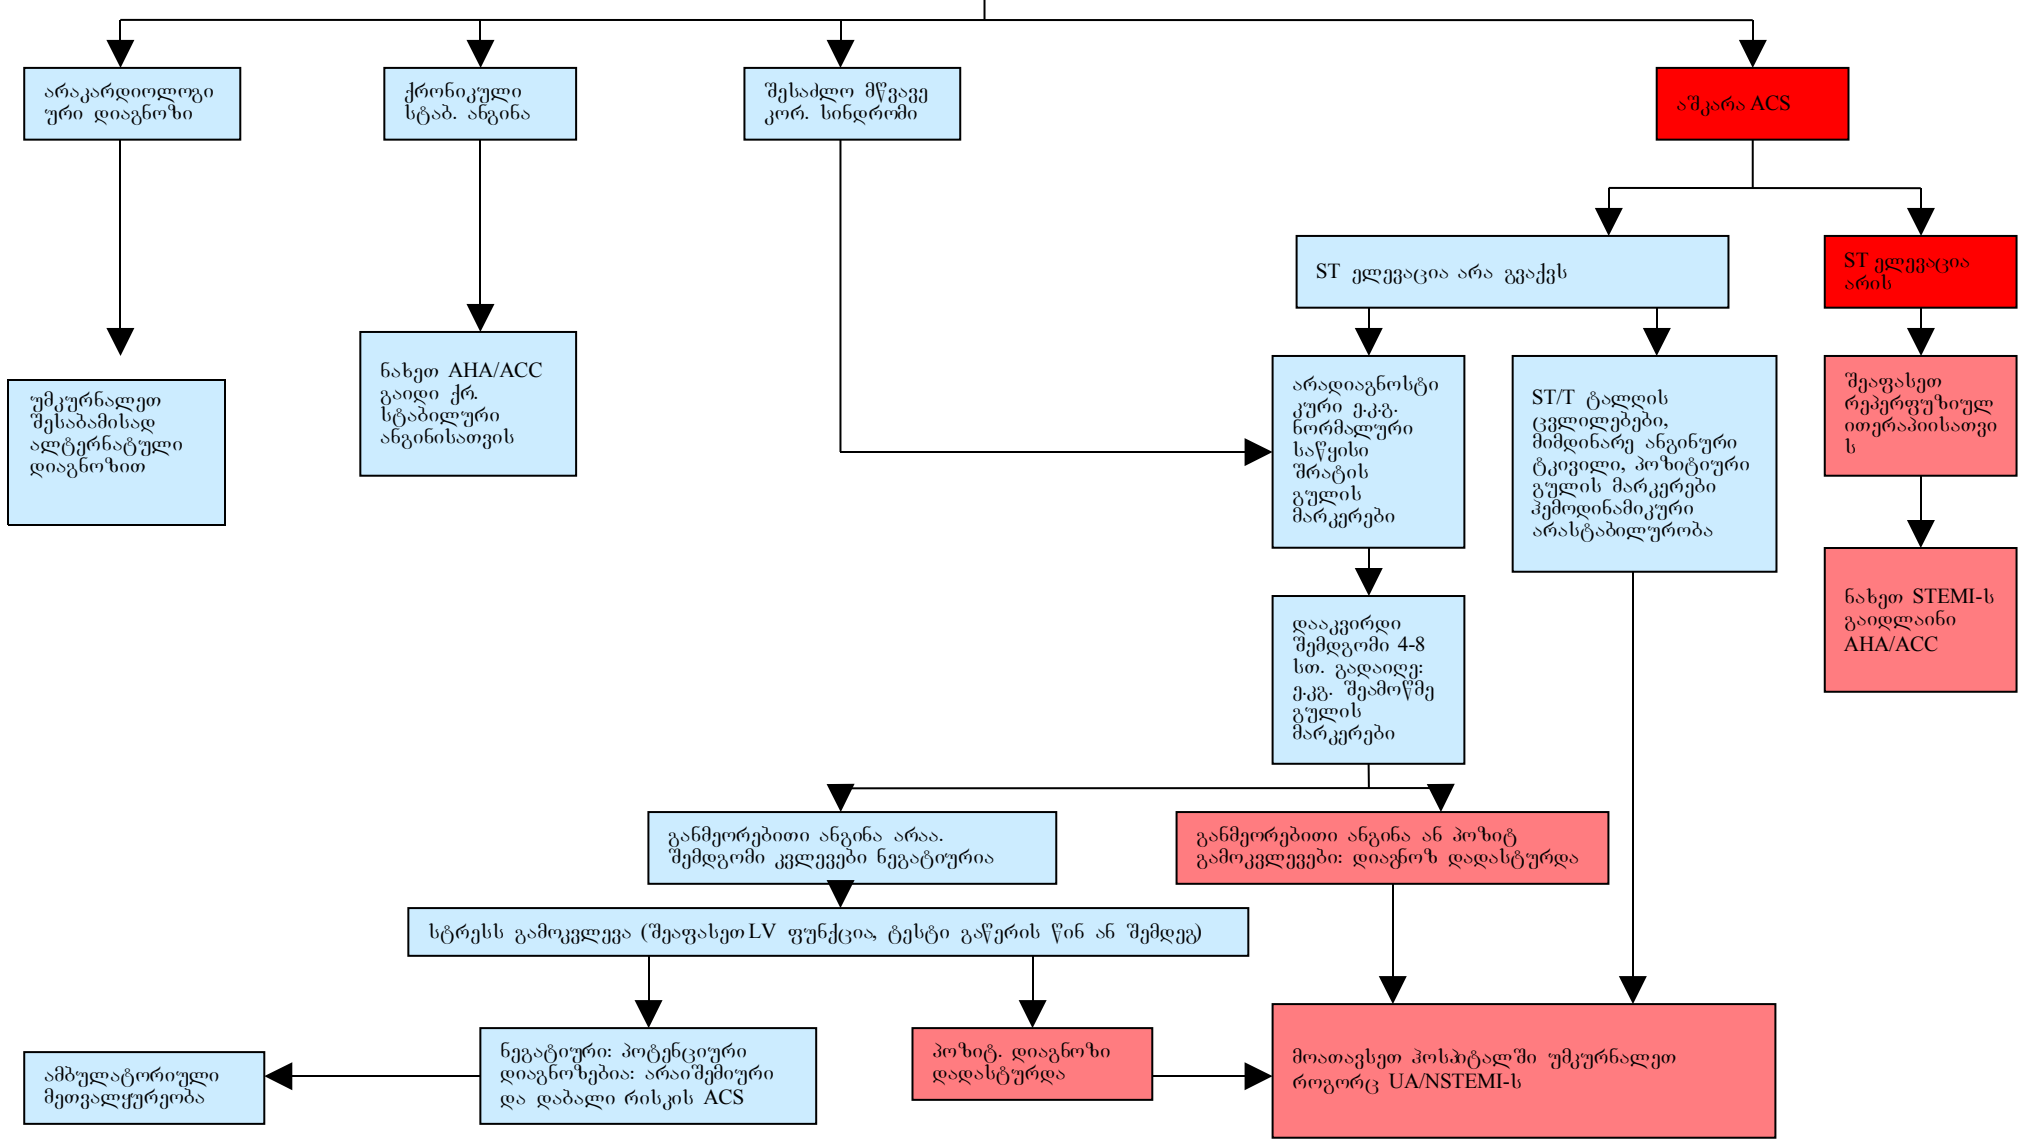 არაკარდიოლოგი
ური დიაგნოზი
ქრონიკული
სტაბ. ანგინა
შესაძლო მწვავე
კორ. სინდრომი
აშკარა ACS
ST ელევაცია არა გვაქვს
ST ელევაცია
არის
ნახეთ AHA/ACC
გაიდი ქრ.
სტაბილური
ანგინისათვის
უმკურნალეთ
შესაბამისად
ალტერნატული
დიაგნოზით
არადიაგნოსტი
კური ე.კ.გ.
ნორმალური
საწყისი
შრატის
გულის
მარკერები
ST/T ტალღის
ცვლილებები,
მიმდინარე ანგინური
ტკივილი, პოზიტიური
გულის მარკერები
ჰემოდინამიკური
არასტაბილურობა
შეაფასეთ
რეპერფუზიულ
ითერაპიისათვი
ს
ნახეთ STEMI-ს
გაიდლაინი
AHA/ACC
დააკვირდი
შემდგომი 4-8
სთ. გადაიღე:
ე.კგ. შეამოწმე
გულის
მარკერები
განმეორებითი ანგინა არაა.
შემდგომი კვლევები ნეგატიურია
განმეორებითი ანგინა ან პოზიტ
გამოკვლევები: დიაგნოზ დადასტურდა
სტრესს გამოკვლევა (შეაფასეთ LV ფუნქცია, ტესტი გაწერის წინ ან შემდეგ)
ნეგატიური: პოტენციური
დიაგნოზებია: არაიშემიური
და დაბალი რისკის ACS
პოზიტ. დიაგნოზი
დადასტურდა
მოათავსეთ ჰოსპიტალში უმკურნალეთ
როგორც UA/NSTEMI-ს
ამბულატორიული
მეთვალყურეობა